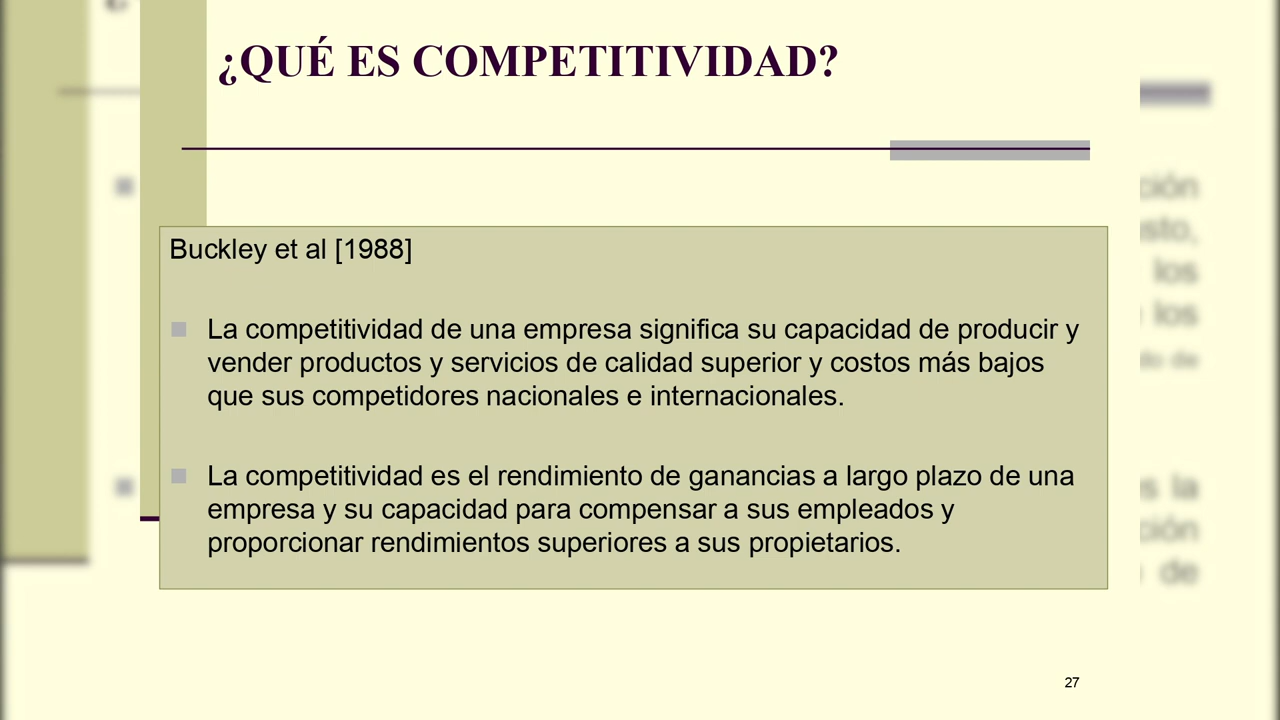 ¿QUÉ ES COMPETITIVIDAD?
Buckley et al [1988]
La competitividad de una empresa significa su capacidad de producir y
vender productos y servicios de calidad superior y costos más bajos
que sus competidores nacionales e internacionales.
La competitividad es el rendimiento de ganancias a largo plazo de una
empresa y su capacidad para compensar a sus empleados y
proporcionar rendimientos superiores a sus propietarios.
27